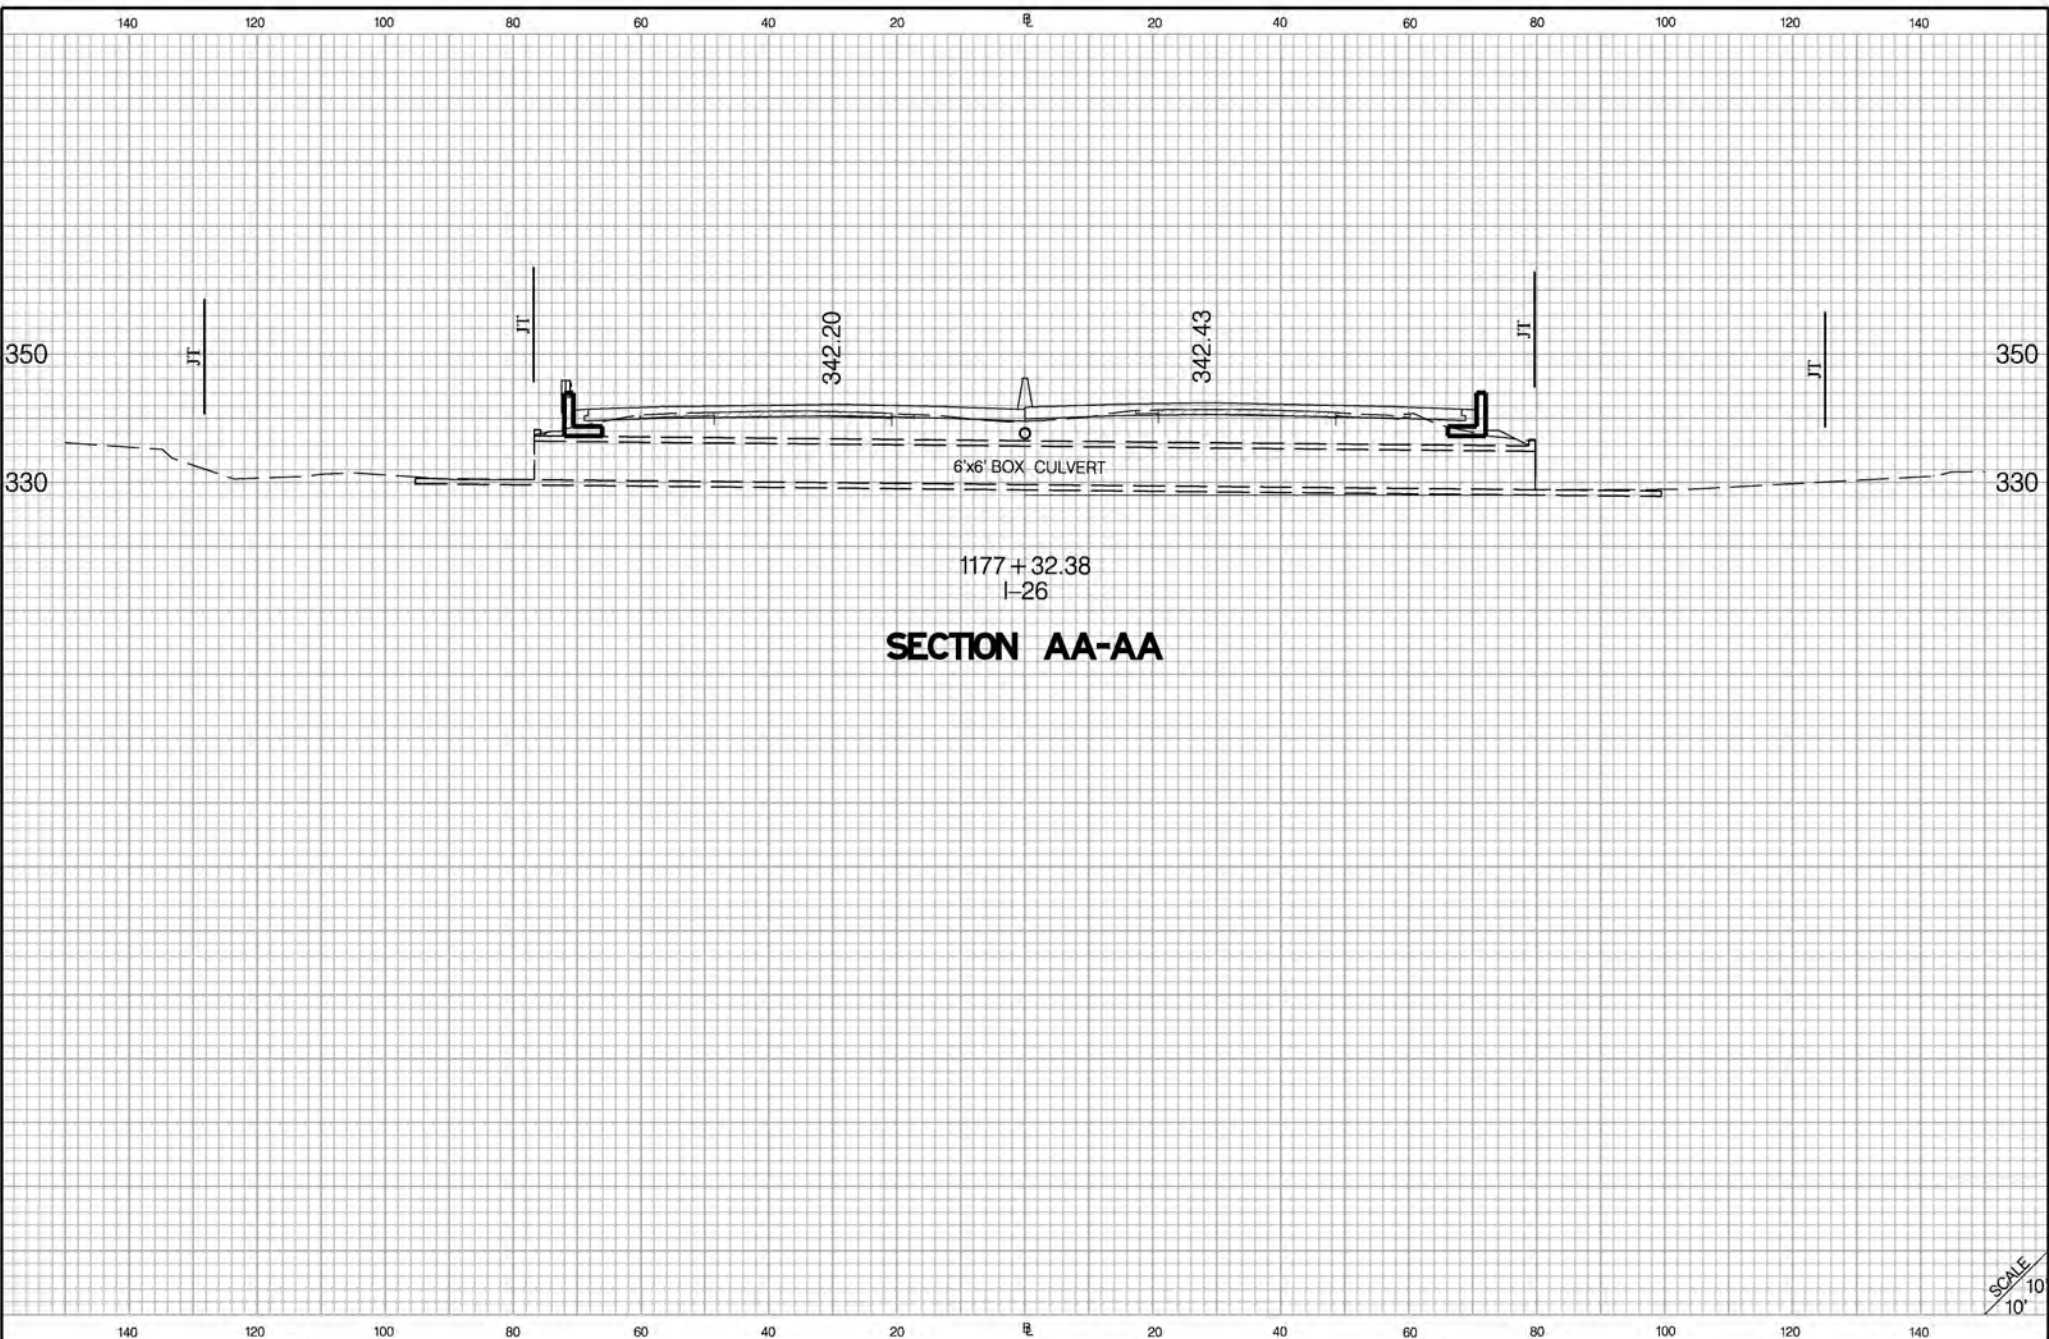 140 120 100 80 60 40 20 ℄ 20 40 60 80 100 120 140
JT JT 342.20 342.43 JT JT
350 350
330 6'x6' BOX CULVERT 330
1177+32.38
I-26
SECTION AA-AA
SCALE 10'
10'
140 120 100 80 60 40 20 ℄ 20 40 60 80 100 120 140